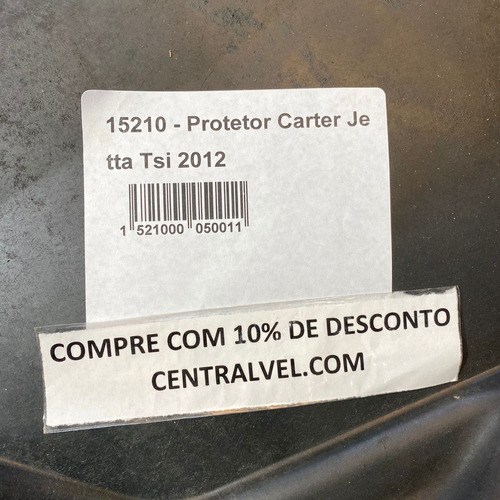 15210 - Protetor Carter Je
tta Tsi 2012
1 521000 050011
COMPRE COM 10% DE DESCONTO
CENTRALVEL.COM